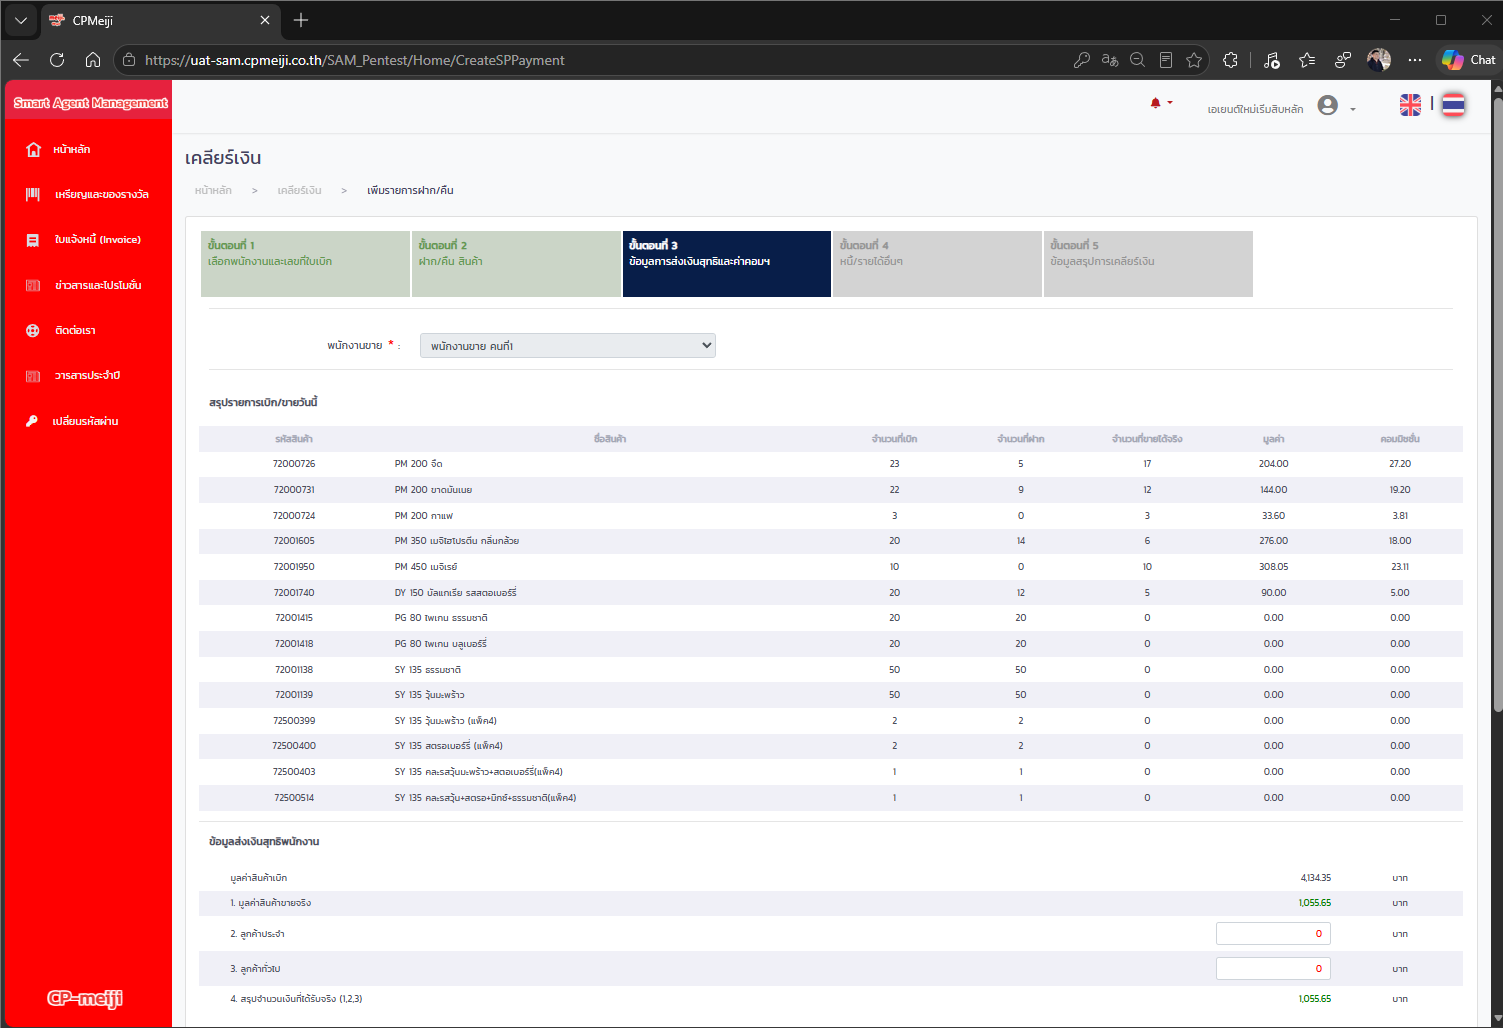 CPMeiji
https://uat-sam.cpmeiji.co.th/SAM_Pentest/Home/CreateSPPayment
Chat
Smart Agent Management
เอเยนต์ใหม่เริ่มสิบหลัก
หน้าหลัก
เหรียญและของรางวัล
ใบแจ้งหนี้ (Invoice)
ข่าวสารและโปรโมชั่น
ติดต่อเรา
วารสารประจำปี
เปลี่ยนรหัสผ่าน
CP-meiji
เคลียร์เงิน
หน้าหลัก > เคลียร์เงิน > เพิ่มรายการฝาก/คืน
ขั้นตอนที่ 1
เลือกพนักงานและเลขที่ใบเบิก
ขั้นตอนที่ 2
ฝาก/คืน สินค้า
ขั้นตอนที่ 3
ข้อมูลการส่งเงินสุทธิและค่าคอมฯ
ขั้นตอนที่ 4
หนี้/รายได้อื่นๆ
ขั้นตอนที่ 5
ข้อมูลสรุปการเคลียร์เงิน
พนักงานขาย * : พนักงานขาย คนที่1
สรุปรายการเบิก/ขายวันนี้
รหัสสินค้า ชื่อสินค้า จำนวนที่เบิก จำนวนที่ฝาก จำนวนที่ขายได้จริง มูลค่า คอมมิชชั่น
72000726 PM 200 จืด 23 5 17 204.00 27.20
72000731 PM 200 ขาดมันเนย 22 9 12 144.00 19.20
72000724 PM 200 กาแฟ 3 0 3 33.60 3.81
72001605 PM 350 เมจิไฮโปรตีน กลิ่นกล้วย 20 14 6 276.00 18.00
72001950 PM 450 เมจิเรย์ 10 0 10 308.05 23.11
72001740 DY 150 บัลแกเรีย รสสตอเบอร์รี่ 20 12 5 90.00 5.00
72001415 PG 80 ไพเกน ธรรมชาติ 20 20 0 0.00 0.00
72001418 PG 80 ไพเกน บลูเบอร์รี่ 20 20 0 0.00 0.00
72001138 SY 135 ธรรมชาติ 50 50 0 0.00 0.00
72001139 SY 135 วุ้นมะพร้าว 50 50 0 0.00 0.00
72500399 SY 135 วุ้นมะพร้าว (แพ็ค4) 2 2 0 0.00 0.00
72500400 SY 135 สตรอเบอร์รี่ (แพ็ค4) 2 2 0 0.00 0.00
72500403 SY 135 คละรสวุ้นมะพร้าว+สตอเบอร์รี่(แพ็ค4) 1 1 0 0.00 0.00
72500514 SY 135 คละรสวุ้น+สตรอ+มิกซ์+ธรรมชาติ(แพ็ค4) 1 1 0 0.00 0.00
ข้อมูลส่งเงินสุทธิพนักงาน
มูลค่าสินค้าเบิก 4,134.35 บาท
1. มูลค่าสินค้าขายจริง 1,055.65 บาท
2. ลูกค้าประจำ 0 บาท
3. ลูกค้าทั่วไป 0 บาท
4. สรุปจำนวนเงินที่ได้รับจริง (1,2,3) 1,055.65 บาท